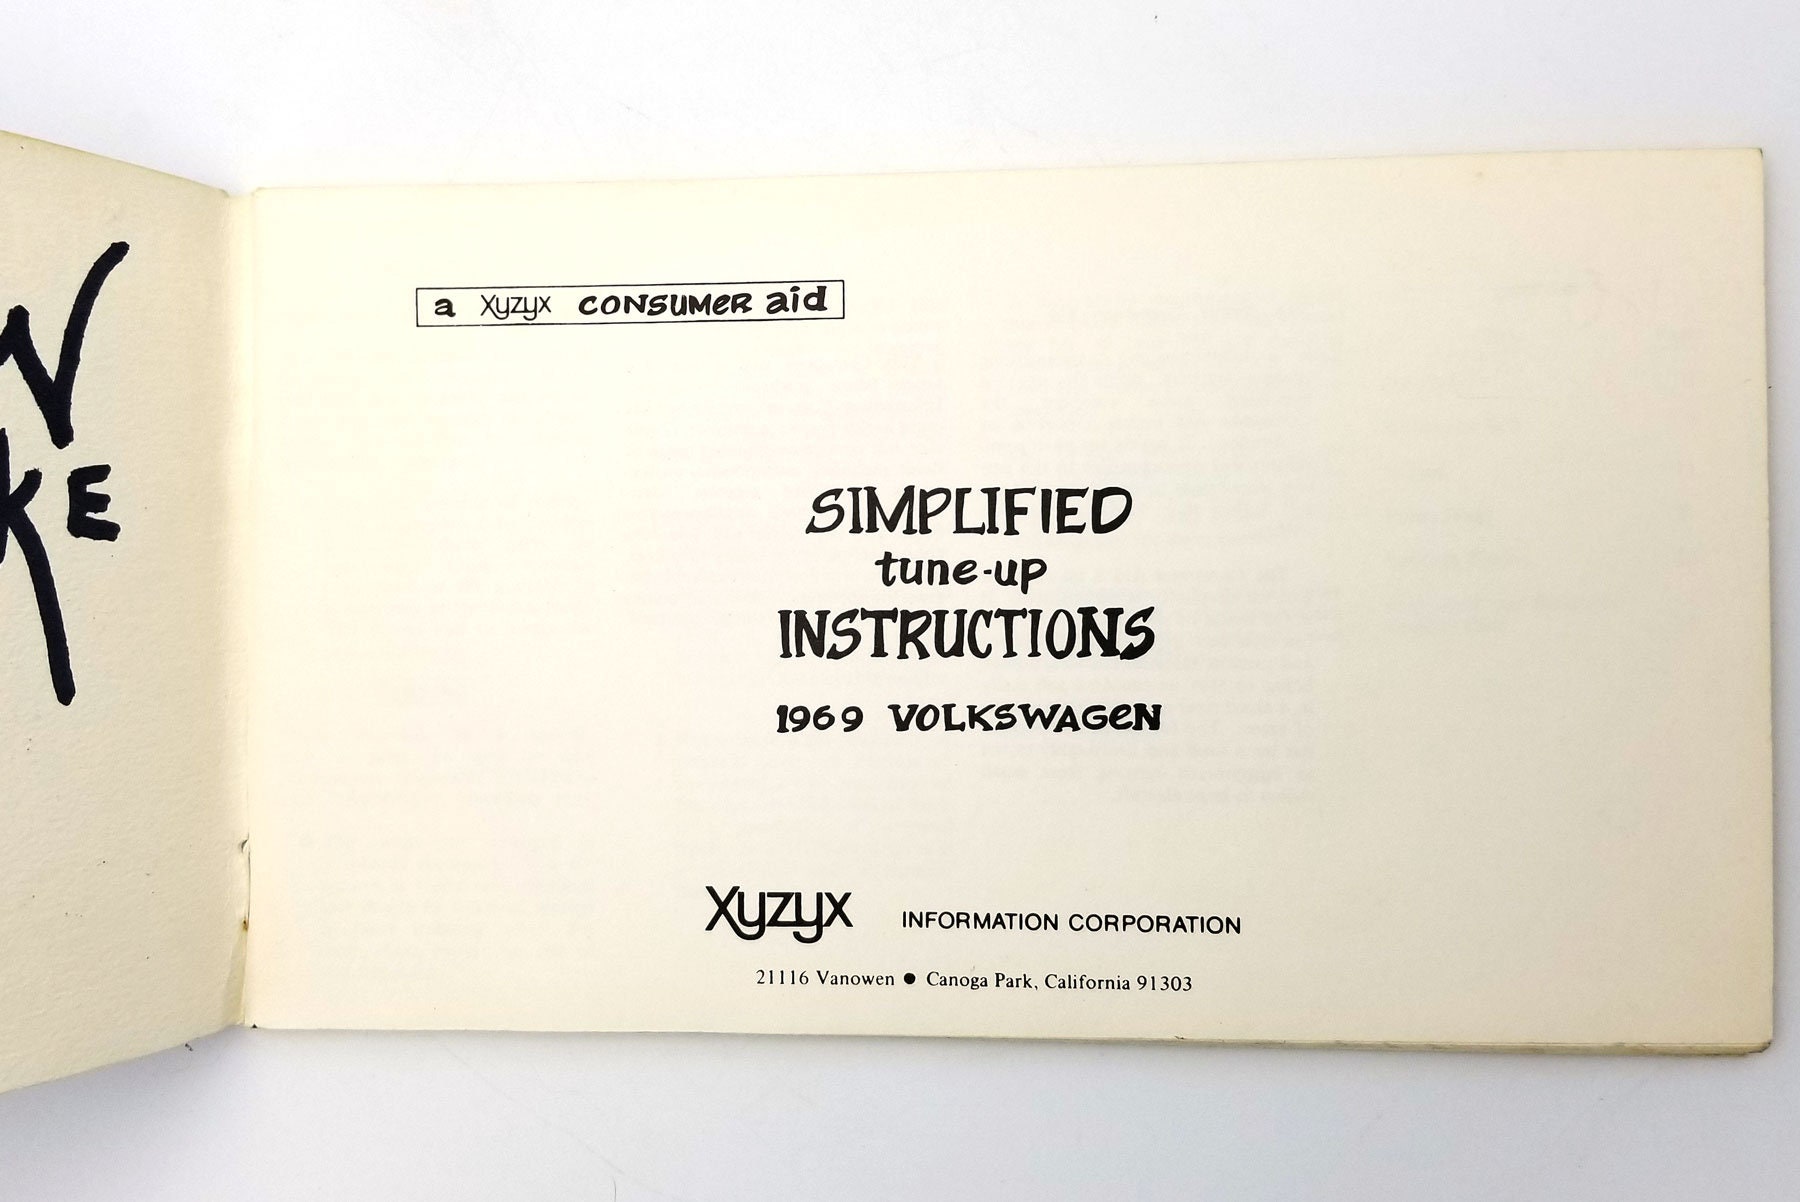 a Xyzyx CONSUMeR aid
SIMPLIFIED
tune-up
INSTRUCTIONS
1969 VOLKSWAGeN
Xyzyx INFORMATION CORPORATION
21116 Vanowen ● Canoga Park, California 91303